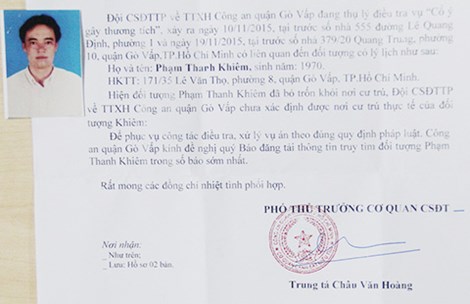 Đội CSĐTTP về TTXH Công an quận Gò Vấp đang thụ lý điều tra vụ "Cố ý
gây thương tích". xảy ra ngày 10/11/2015, tại trước số nhà 555 đường Lê Quang
Định, phường 1 và ngày 19/11/2015, tại trước số nhà 379/20 Quang Trung, phường
10, quận Gò Vấp,TP.Hồ Chí Minh.có liên quan đến đối tượng có lý lịch như sau:
Họ và tên: Phạm Thanh Khiêm, sinh năm: 1970.
HKTT: 171/35 Lê Văn Thọ, phường 8, quận Gò Vấp, TP.Hồ Chí Minh.
Hiện đối tượng Phạm Thanh Khiêm đã bỏ trốn khỏi nơi cư trú, Đội CSĐTTP
về TTXH Công an quận Gò Vấp chưa xác định được nơi cư trú thực tế của đối
tượng Khiêm:
Để phục vụ công tác điều tra, xử lý vụ án theo đúng quy định pháp luật. Công
an quận Gò Vấp kính đề nghị quý Báo đăng tải thông tin truy tìm đối tượng Phạm
Thanh Khiêm trong số báo sớm nhất.
Rất mong các đồng chí nhiệt tình phối hợp.
PHÓ THỦ TRƯỞNG CƠ QUAN CSĐT
Nơi nhận:
_ Như trên;
_ Lưu: Hồ sơ 02 bản.
Trung tá Châu Văn Hoàng